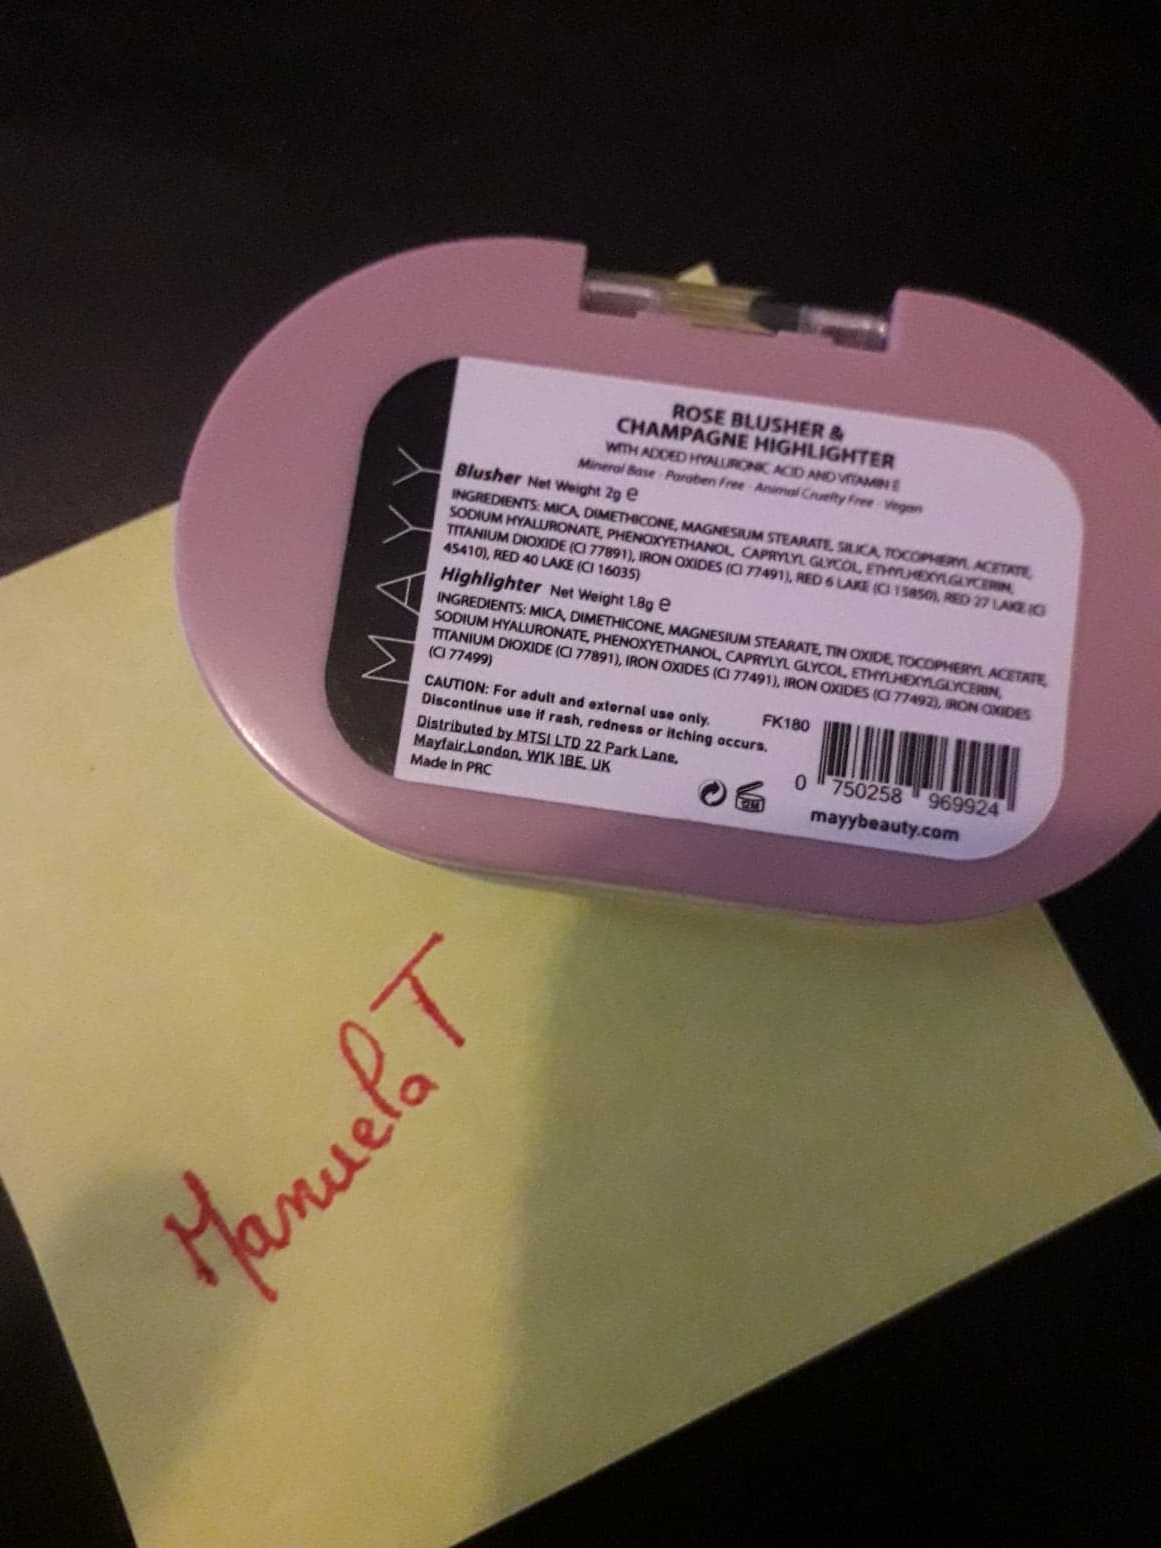 MAYY
ROSE BLUSHER &
CHAMPAGNE HIGHLIGHTER
WITH ADDED HYALURONIC ACID AND VITAMIN E
Mineral Base - Paraben Free - Animal Cruelty Free - Vegan
Blusher Net Weight 2g ℮
INGREDIENTS: MICA, DIMETHICONE, MAGNESIUM STEARATE, SILICA, TOCOPHERYL ACETATE,
SODIUM HYALURONATE, PHENOXYETHANOL, CAPRYLYL GLYCOL, ETHYLHEXYLGLYCERIN,
TITANIUM DIOXIDE (CI 77891), IRON OXIDES (CI 77491), RED 6 LAKE (CI 15850), RED 27 LAKE (CI
45410), RED 40 LAKE (CI 16035)
Highlighter Net Weight 1.8g ℮
INGREDIENTS: MICA, DIMETHICONE, MAGNESIUM STEARATE, TIN OXIDE, TOCOPHERYL ACETATE,
SODIUM HYALURONATE, PHENOXYETHANOL, CAPRYLYL GLYCOL, ETHYLHEXYLGLYCERIN,
TITANIUM DIOXIDE (CI 77891), IRON OXIDES (CI 77491), IRON OXIDES (CI 77492), IRON OXIDES
(CI 77499)
CAUTION: For adult and external use only.
Discontinue use if rash, redness or itching occurs.
Distributed by MTSI LTD 22 Park Lane,
Mayfair,London, W1K 1BE, UK
Made In PRC
FK180
0 750258 969924
12M
mayybeauty.com
Manuela T